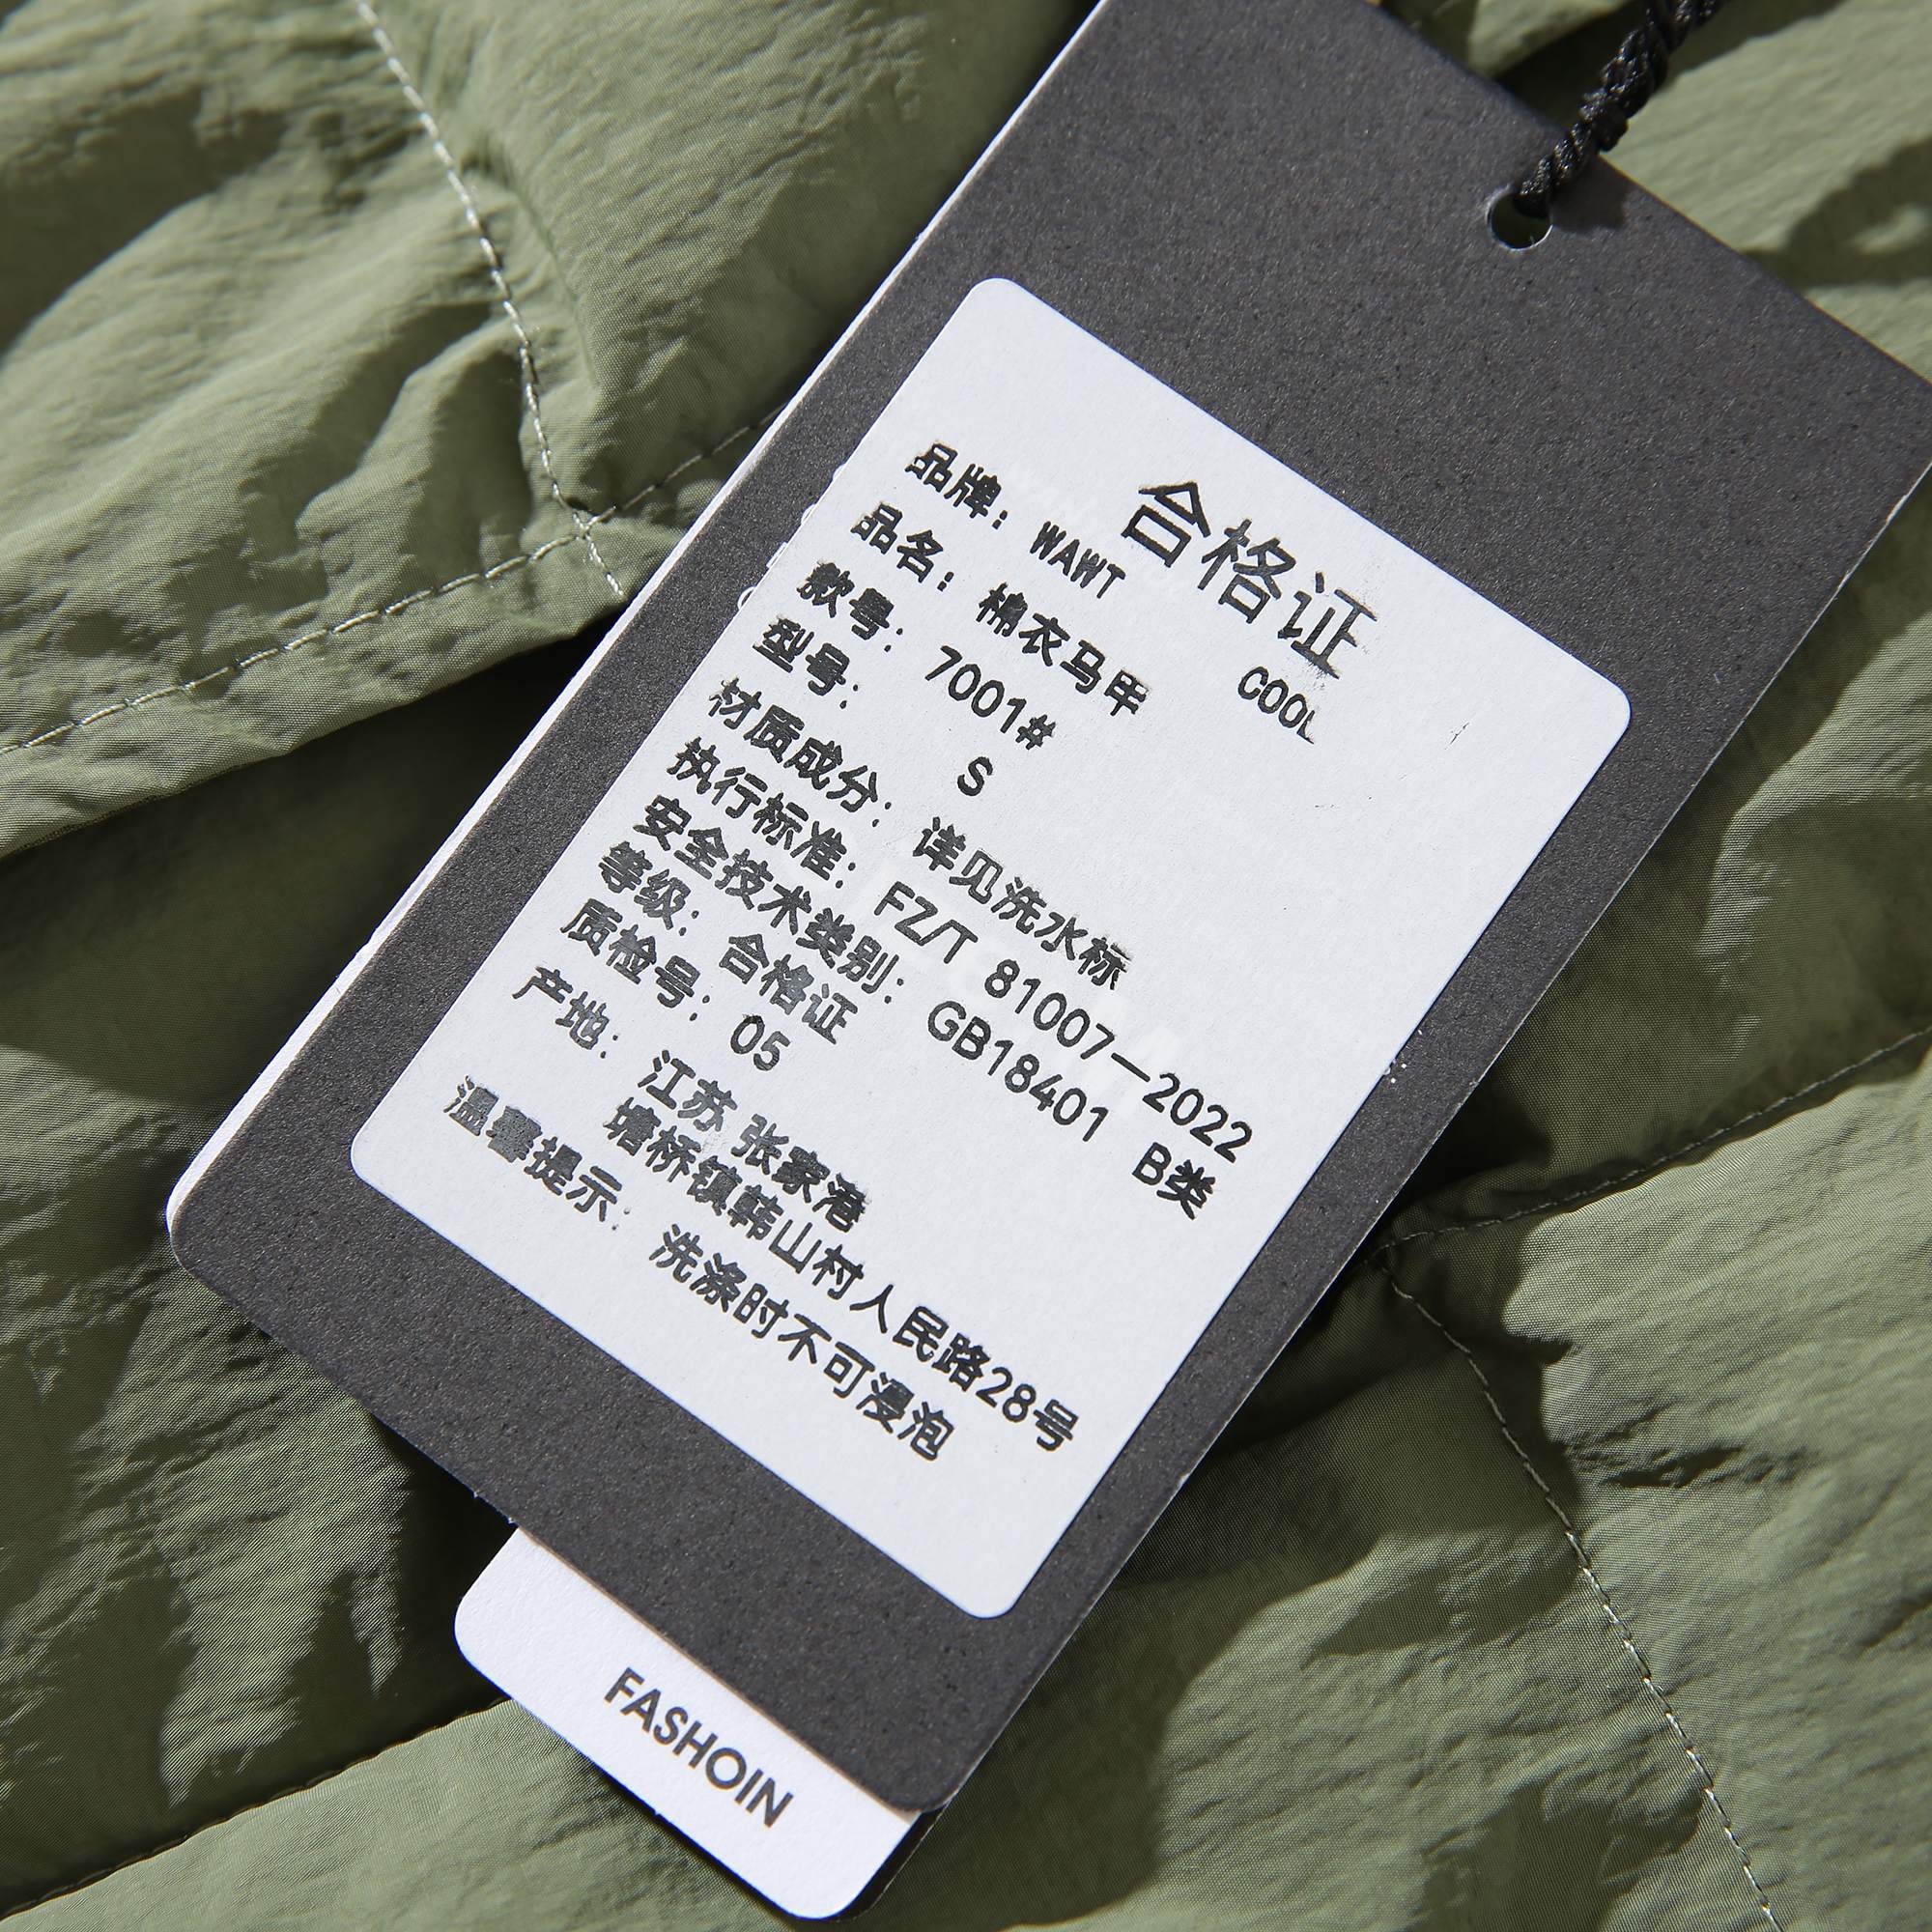 合格证
品牌: WAWT COOL
品名: 棉衣马甲
款号: 7001#
型号: S
材质成分: 详见洗水标
执行标准: FZ/T 81007—2022
安全技术类别: GB18401 B类
等级: 合格证
质检号: 05
产地: 江苏 张家港
塘桥镇韩山村人民路28号
温馨提示: 洗涤时不可浸泡
FASHOIN